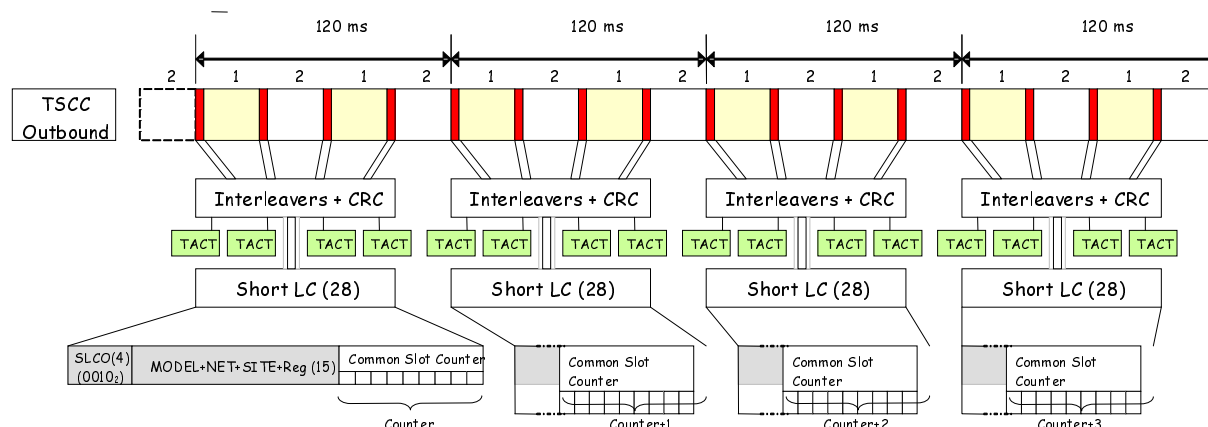 120 ms 120 ms 120 ms 120 ms
2 1 2 1 2 1 2 1 2 1 2 1 2 1 2 1 2
TSCC
Outbound
Interleavers + CRC Interleavers + CRC Interleavers + CRC Interleavers + CRC
TACT TACT TACT TACT TACT TACT TACT TACT TACT TACT TACT TACT TACT TACT TACT TACT
Short LC (28) Short LC (28) Short LC (28) Short LC (28)
SLCO(4)
(0010₂)
MODEL+NET+SITE+Reg (15)
Common Slot Counter
Common Slot
Counter
Common Slot
Counter
Common Slot
Counter
Counter Counter+1 Counter+2 Counter+3